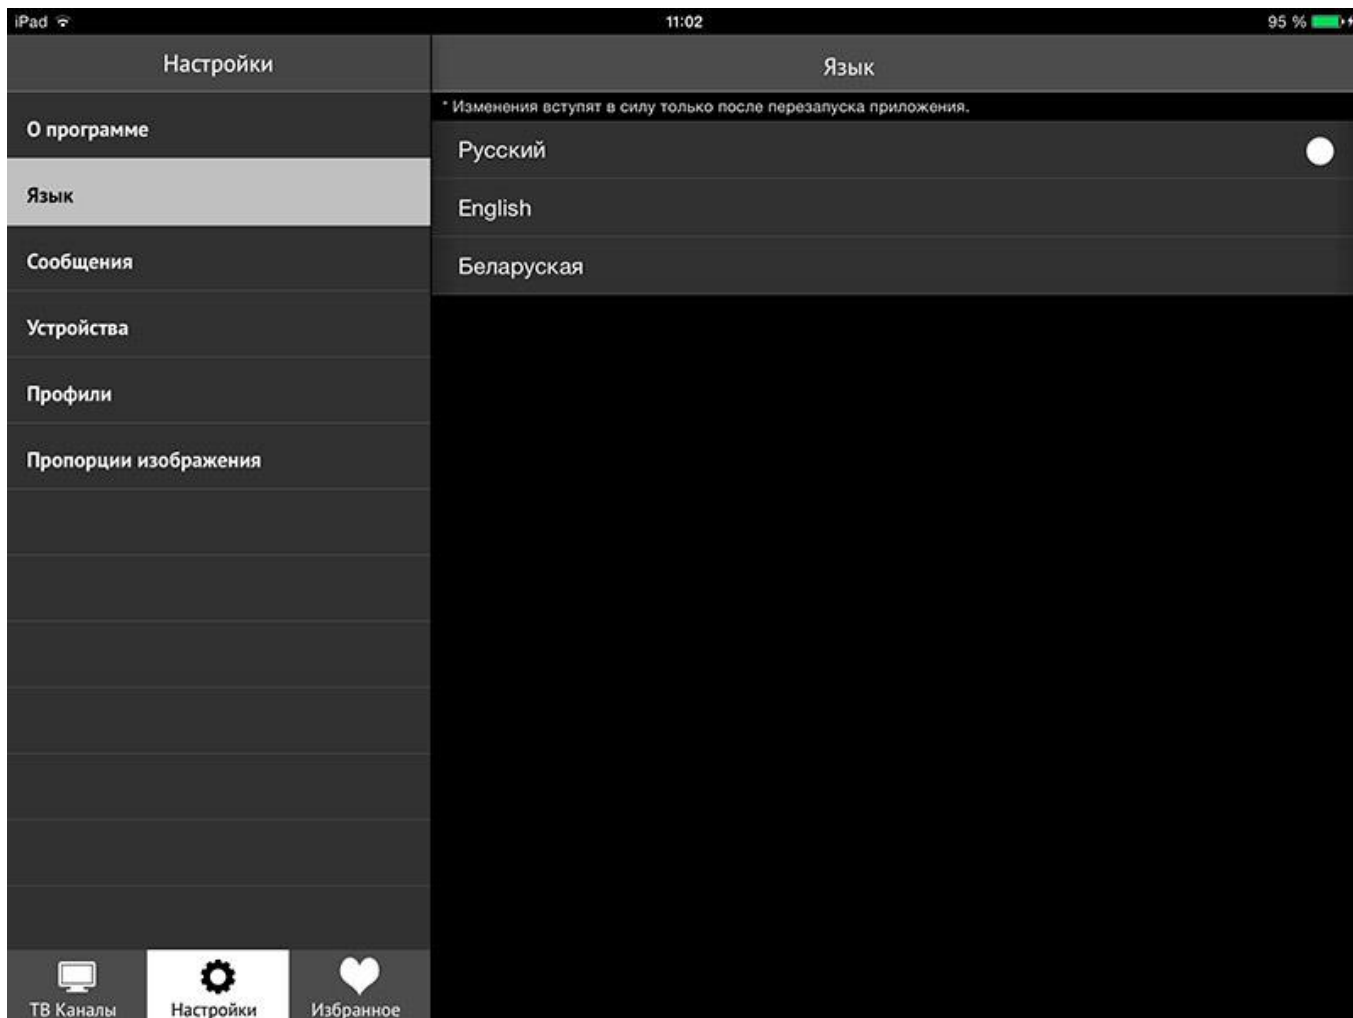 iPad
11:02
95 %
Настройки
О программе
Язык
Сообщения
Устройства
Профили
Пропорции изображения
ТВ Каналы
Настройки
Избранное
Язык
* Изменения вступят в силу только после перезапуска приложения.
Русский
English
Беларуская